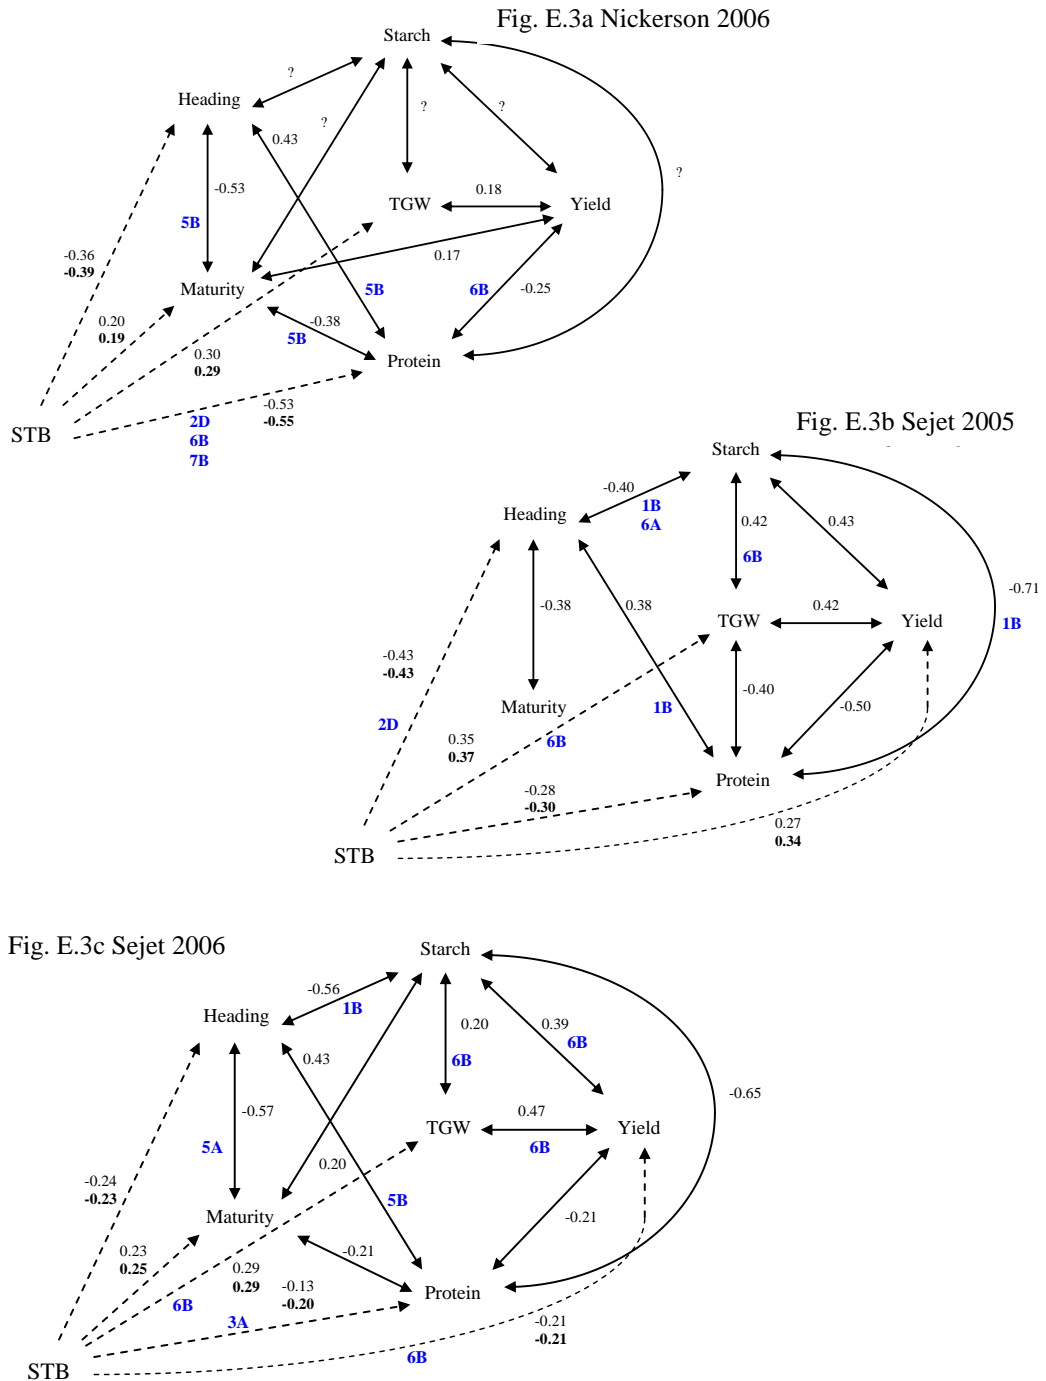 Fig. E.3a Nickerson 2006
Starch
?
Heading
?
0.43
?
?
?
-0.53
TGW
0.18
Yield
5B
-0.36
-0.39
0.17
Maturity
5B
6B
-0.25
0.20
0.19
-0.38
5B
0.30
0.29
Protein
-0.53
-0.55
2D
6B
7B
STB
Fig. E.3b Sejet 2005
Starch
-0.40
1B
6A
Heading
0.42
0.43
6B
-0.71
1B
-0.38
0.38
TGW
0.42
Yield
-0.43
-0.43
-0.40
2D
Maturity
1B
-0.50
6B
0.35
0.37
Protein
-0.28
-0.30
0.27
0.34
STB
Fig. E.3c Sejet 2006
Starch
-0.56
1B
Heading
0.20
0.39
6B
0.43
6B
-0.65
-0.57
TGW
0.47
Yield
5A
6B
0.20
-0.24
-0.23
5B
Maturity
-0.21
0.23
0.25
-0.21
0.29
0.29
-0.13
-0.20
Protein
6B
3A
-0.21
-0.21
6B
STB